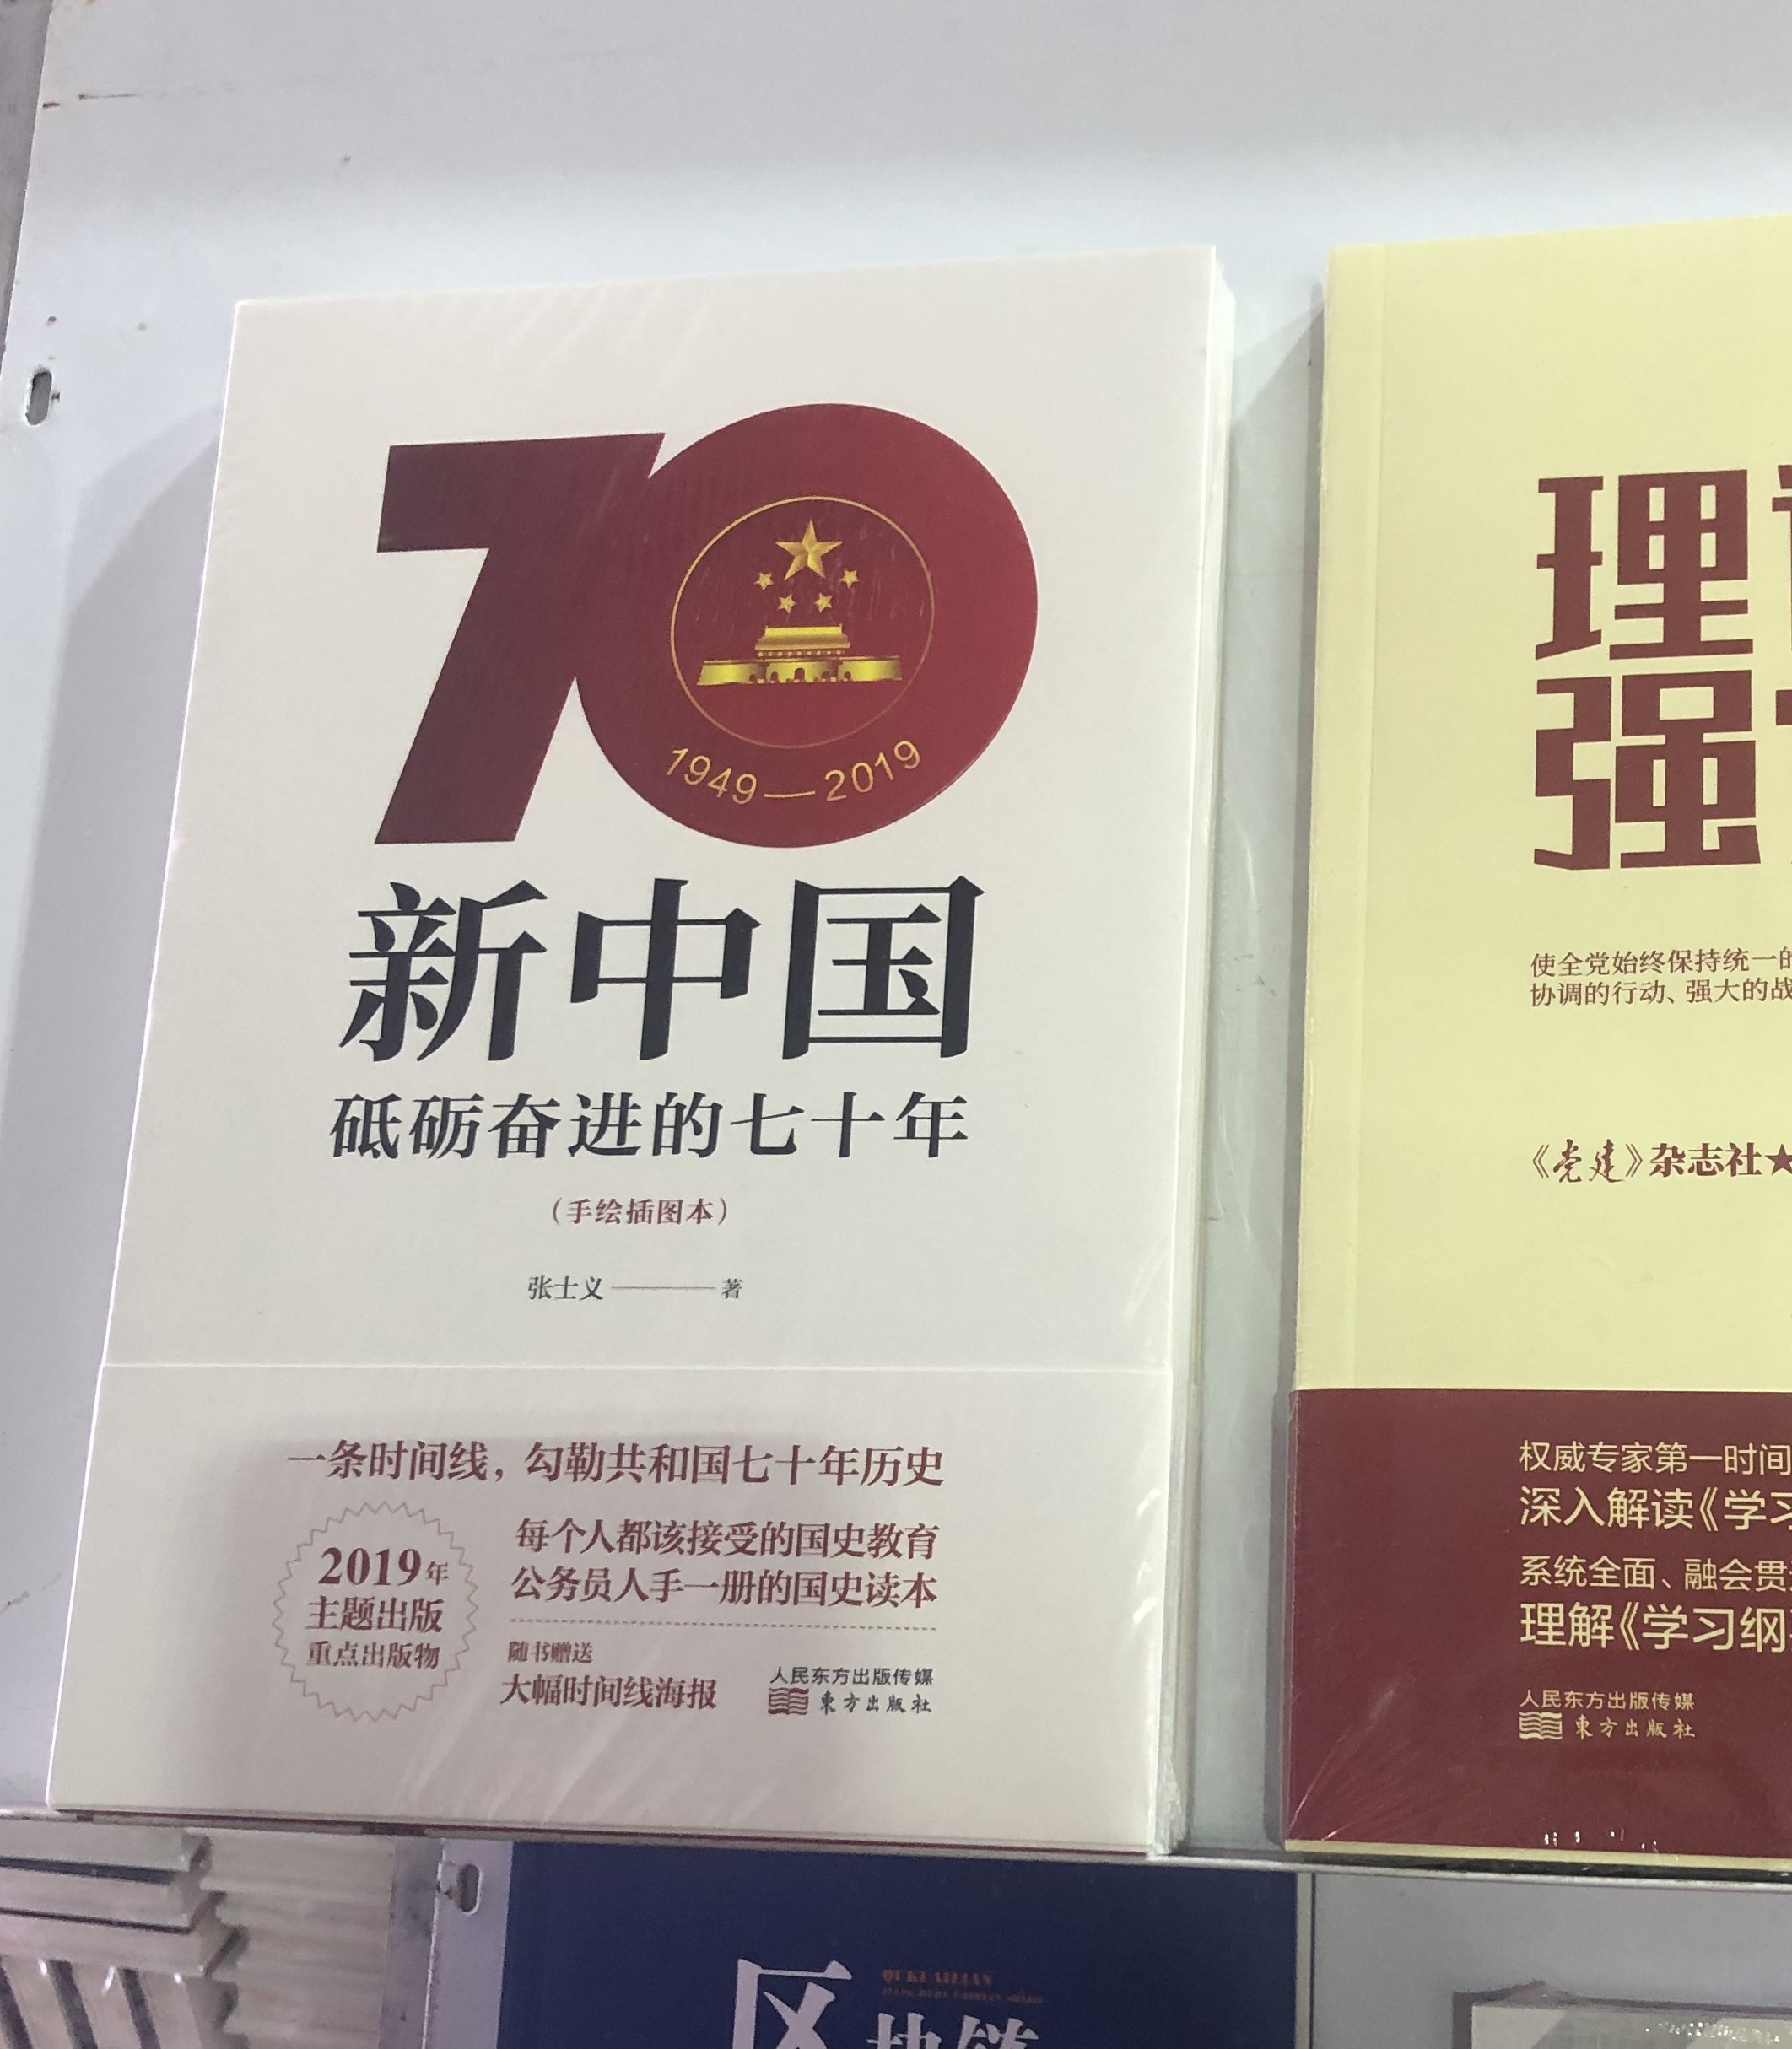 70
1949—2019
新中国
砥砺奋进的七十年
（手绘插图本）
张士义——著
一条时间线，勾勒共和国七十年历史
2019年
主题出版
重点出版物
每个人都该接受的国史教育
公务员人手一册的国史读本
随书赠送
大幅时间线海报
人民东方出版传媒
東方出版社
理
强
使全党始终保持统一的
协调的行动、强大的战
《党建》杂志社★
权威专家第一时间
深入解读《学习
系统全面、融会贯
理解《学习纲
人民东方出版传媒
東方出版社
区
块链
QUKUAILIAN